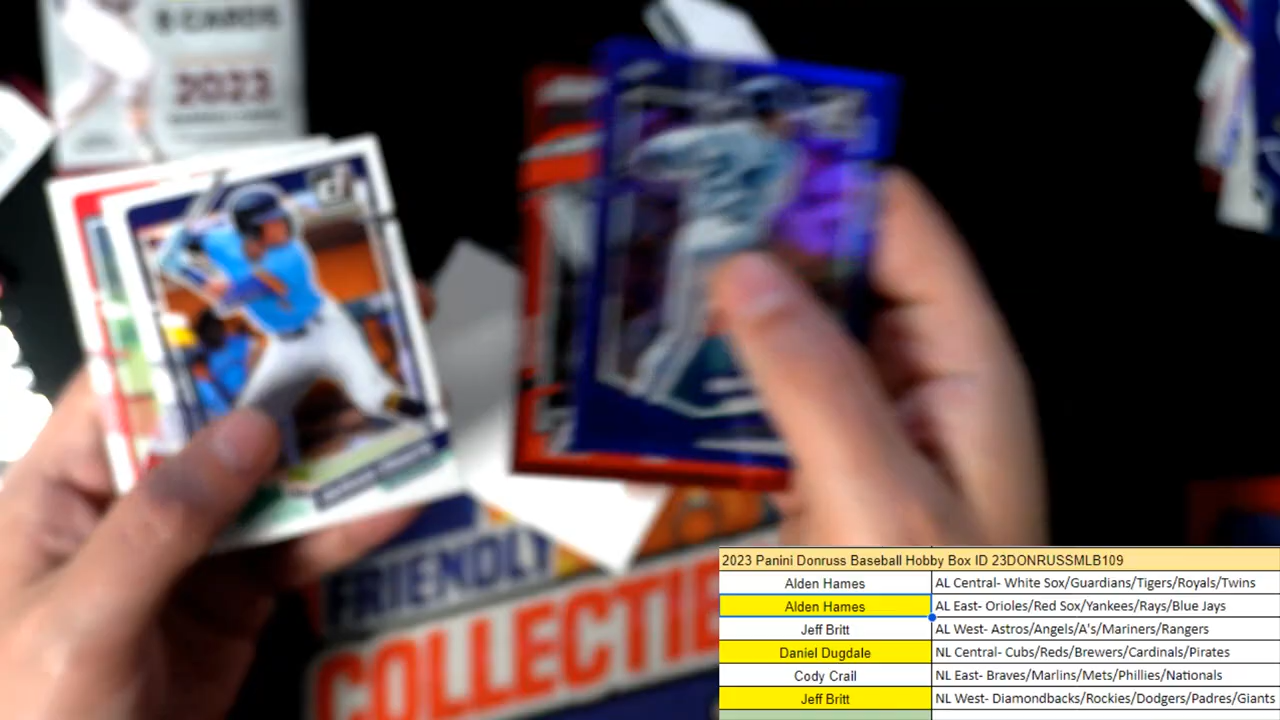 CARDS
2023
FRIENDLY
COLLECTIBLE
2023 Panini Donruss Baseball Hobby Box ID 23DONRUSSMLB109
Alden Hames AL Central- White Sox/Guardians/Tigers/Royals/Twins
Alden Hames AL East- Orioles/Red Sox/Yankees/Rays/Blue Jays
Jeff Britt AL West- Astros/Angels/A's/Mariners/Rangers
Daniel Dugdale NL Central- Cubs/Reds/Brewers/Cardinals/Pirates
Cody Crail NL East- Braves/Marlins/Mets/Phillies/Nationals
Jeff Britt NL West- Diamondbacks/Rockies/Dodgers/Padres/Giants